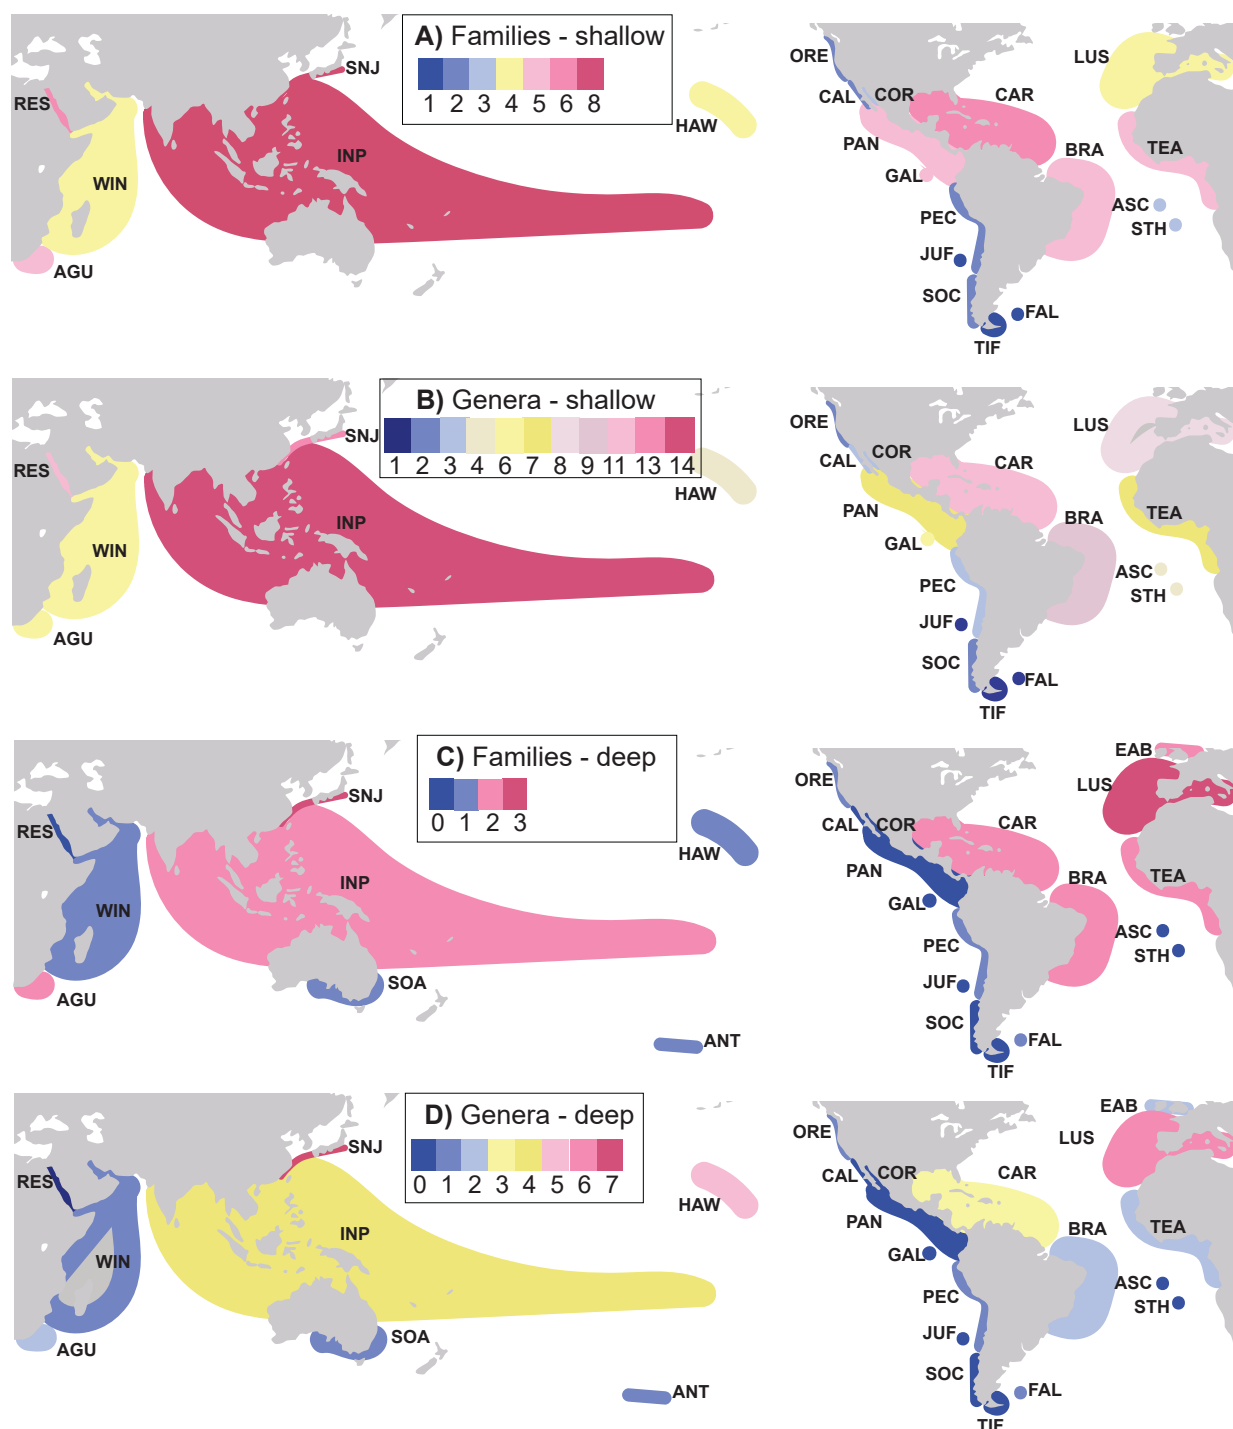 A) Families - shallow
1 2 3 4 5 6 8
SNJ
RES
HAW
INP
WIN
AGU
ORE
LUS
CAL
COR
CAR
PAN
BRA
TEA
GAL
ASC
PEC
STH
JUF
SOC
FAL
TIF
B) Genera - shallow
1 2 3 4 6 7 8 9 11 13 14
SNJ
RES
HAW
INP
WIN
AGU
ORE
LUS
COR
CAL
CAR
PAN
TEA
BRA
GAL
ASC
PEC
STH
JUF
SOC
FAL
TIF
C) Families - deep
0 1 2 3
SNJ
RES
HAW
INP
WIN
SOA
AGU
ANT
EAB
ORE
LUS
CAL
COR
CAR
PAN
BRA
TEA
GAL
ASC
PEC
STH
JUF
SOC
FAL
TIF
D) Genera - deep
0 1 2 3 4 5 6 7
SNJ
RES
HAW
INP
WIN
SOA
AGU
ANT
EAB
ORE
LUS
CAL
COR
CAR
PAN
BRA
TEA
GAL
ASC
PEC
STH
JUF
SOC
FAL
TIF